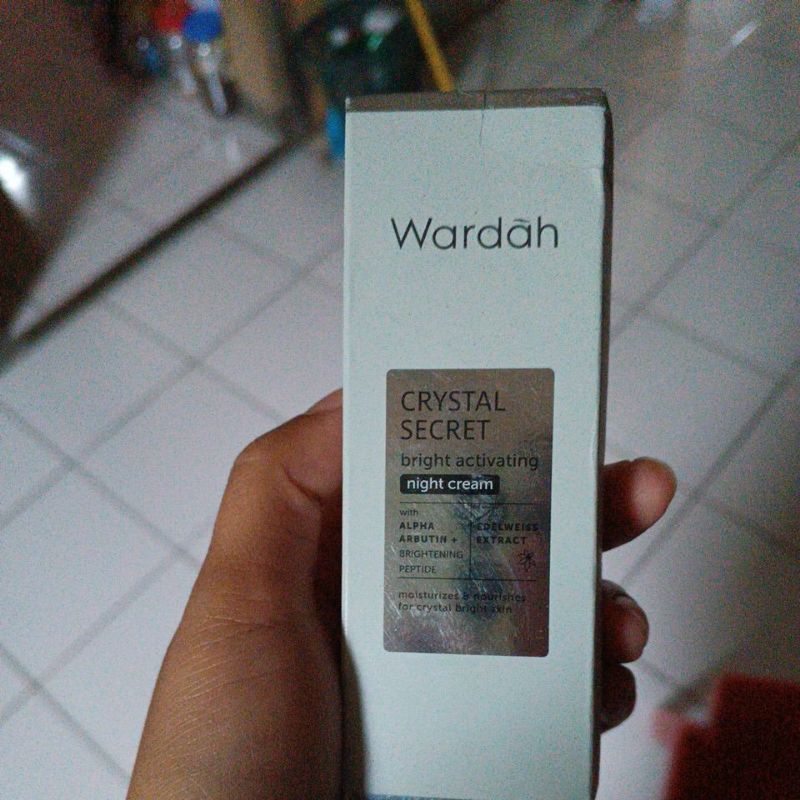 Wardãh
CRYSTAL
SECRET
bright activating
night cream
with
ALPHA
ARBUTIN +
BRIGHTENING
PEPTIDE
EDELWEISS
EXTRACT
moisturizes & nourishes
for crystal bright skin